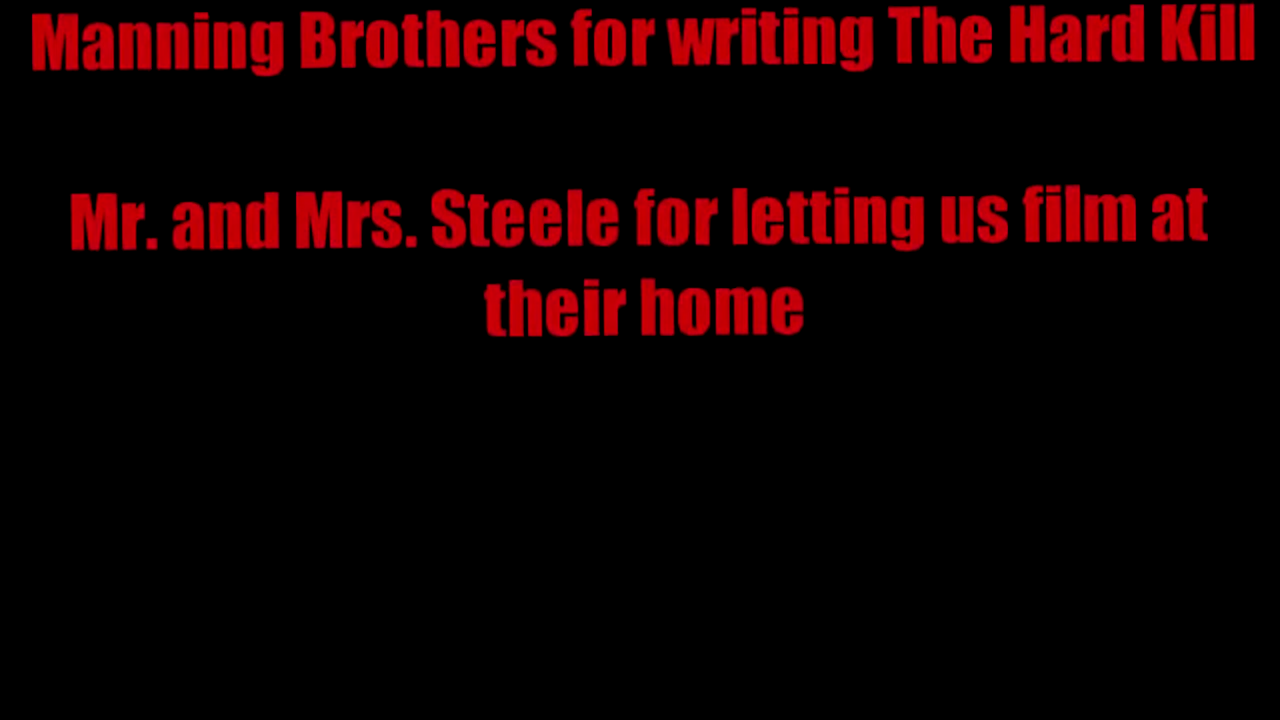 Manning Brothers for writing The Hard Kill
Mr. and Mrs. Steele for letting us film at
their home